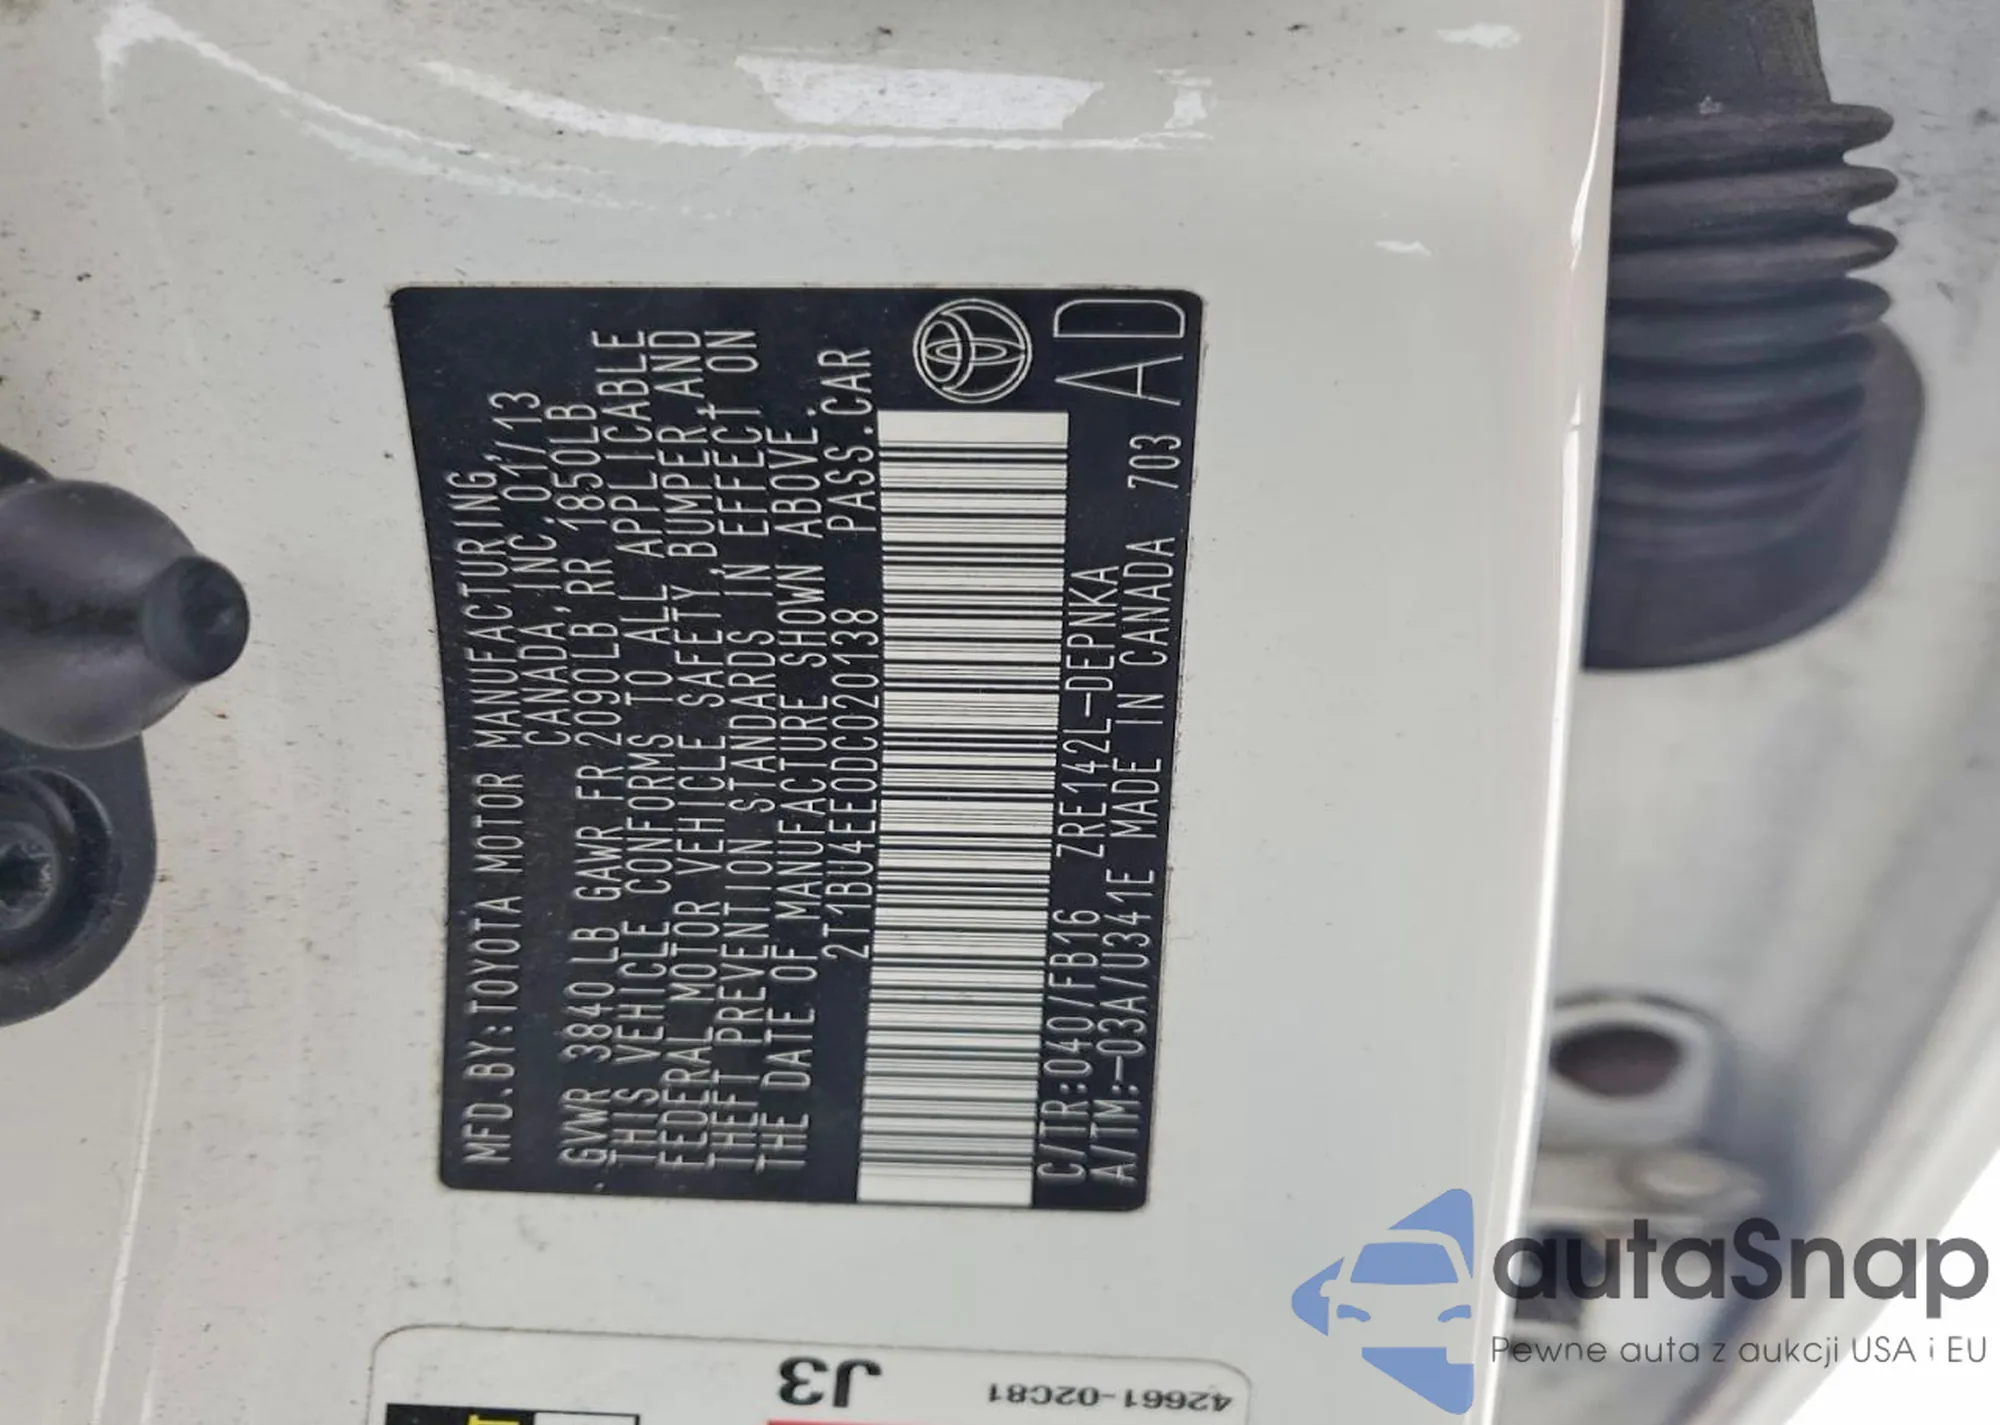 MFD.BY:TOYOTA MOTOR MANUFACTURING
CANADA, INC. 01/13
GVWR 3840 LB GAWR FR 2090LB RR 1850LB
THIS VEHICLE CONFORMS TO ALL APPLICABLE
FEDERAL MOTOR VEHICLE SAFETY, BUMPER, AND
THEFT PREVENTION STANDARDS IN EFFECT ON
THE DATE OF MANUFACTURE SHOWN ABOVE.
2T1BU4EE0DC020138 PASS.CAR
C/TR:040/FB16 ZRE142L-DEPNKA
A/TM:-03A/U341E MADE IN CANADA 703
AD
J3
42661-02C81
autaSnap
Pewne auta z aukcji USA i EU